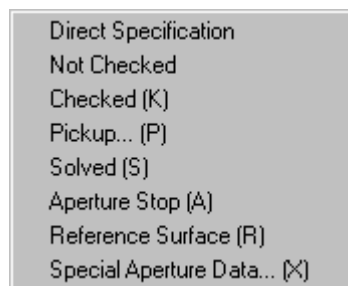 Direct Specification
Not Checked
Checked (K)
Pickup... (P)
Solved (S)
Aperture Stop (A)
Reference Surface (R)
Special Aperture Data... (X)